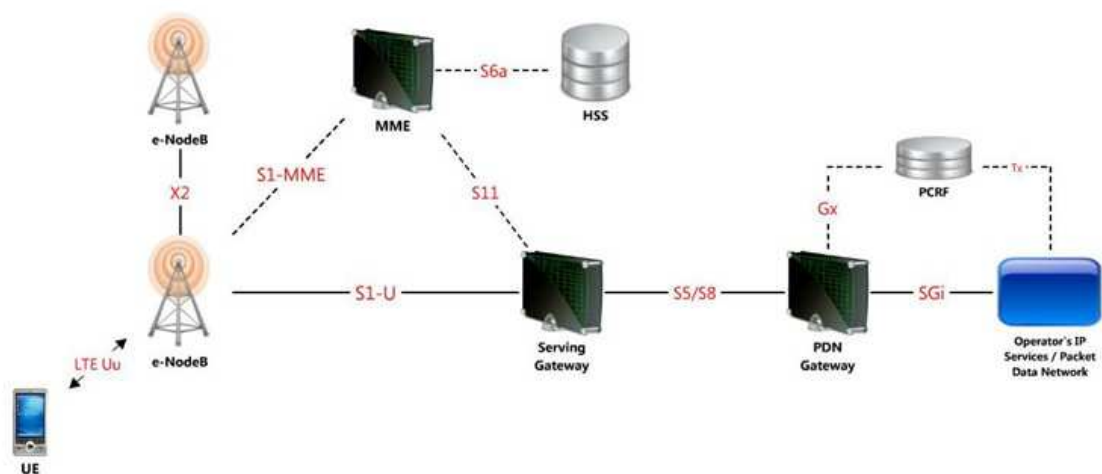 e-NodeB
MME
S6a
HSS
X2
S1-MME
S11
PCRF
Tx
Gx
S1-U
S5/S8
SGi
e-NodeB
LTE Uu
Serving
Gateway
PDN
Gateway
Operator's IP
Services / Packet
Data Network
UE